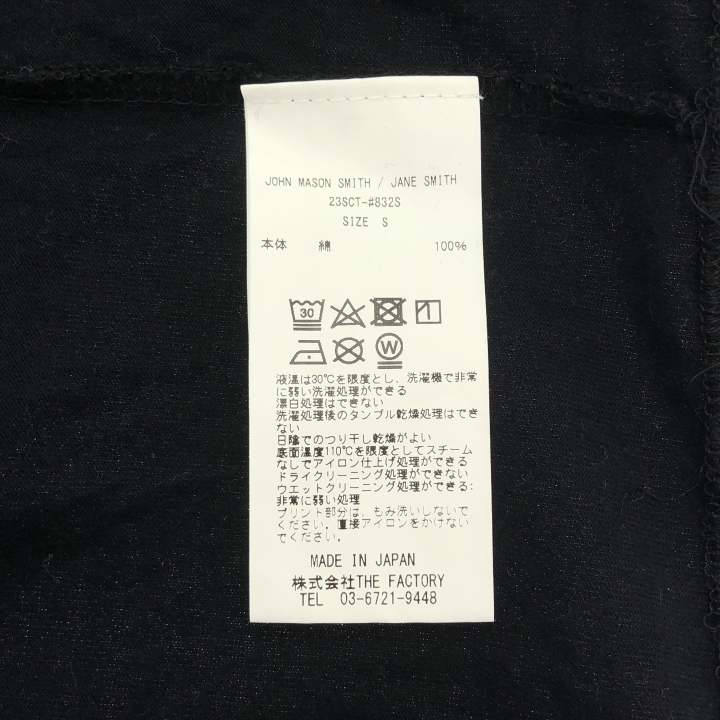 JOHN MASON SMITH / JANE SMITH
23SCT-#832S
SIZE S
本体 綿 100%
30
W
液温は30℃を限度とし、洗濯機で非常
に弱い洗濯処理ができる
漂白処理はできない
洗濯処理後のタンブル乾燥処理はでき
ない
日陰でのつり干し乾燥がよい
底面温度110℃を限度としてスチーム
なしでアイロン仕上げ処理ができる
ドライクリーニング処理ができない
ウエットクリーニング処理ができる:
非常に弱い処理
プリント部分は、もみ洗いしないで
ください。直接アイロンをかけない
でください。
MADE IN JAPAN
株式会社THE FACTORY
TEL 03-6721-9448